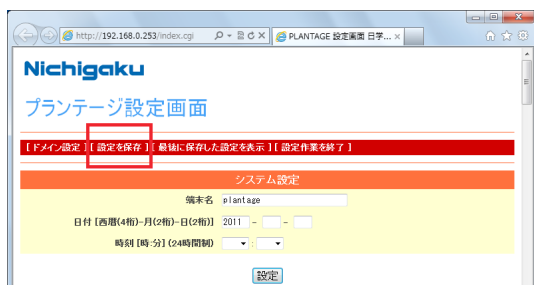 http://192.168.0.253/index.cgi
PLANTAGE 設定画面 日学...
Nichigaku
プランテージ設定画面
[ ドメイン設定 ] [ 設定を保存 ] [ 最後に保存した設定を表示 ] [ 設定作業を終了 ]
システム設定
端末名 plantage
日付 [西暦(4桁)-月(2桁)-日(2桁)] 2011 - -
時刻 [時:分] (24時間制) :
設定